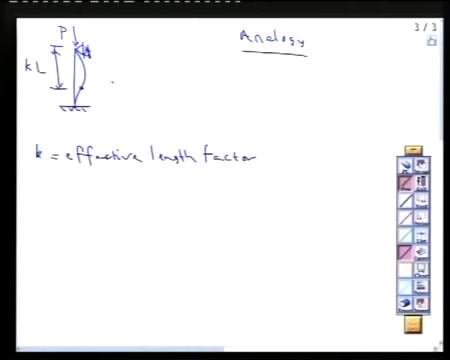 3 / 3
Analogy
P
kL
k = effective length factor